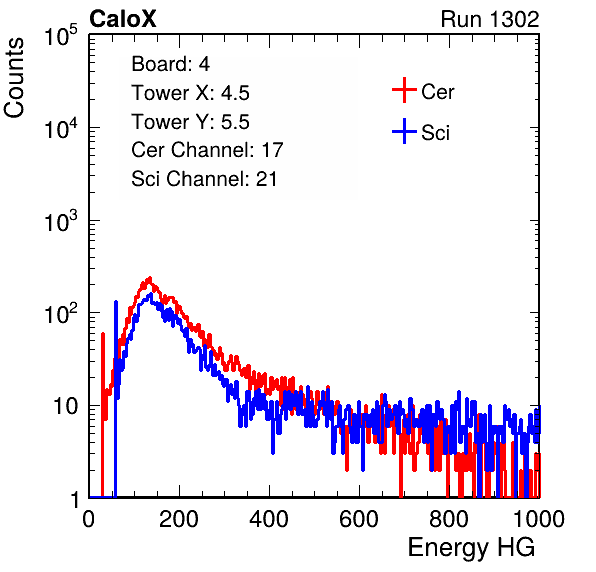 CaloX Run 1302
Counts
10^5
10^4
10^3
10^2
10
1
Board: 4
Tower X: 4.5
Tower Y: 5.5
Cer Channel: 17
Sci Channel: 21
Cer
Sci
0 200 400 600 800 1000
Energy HG